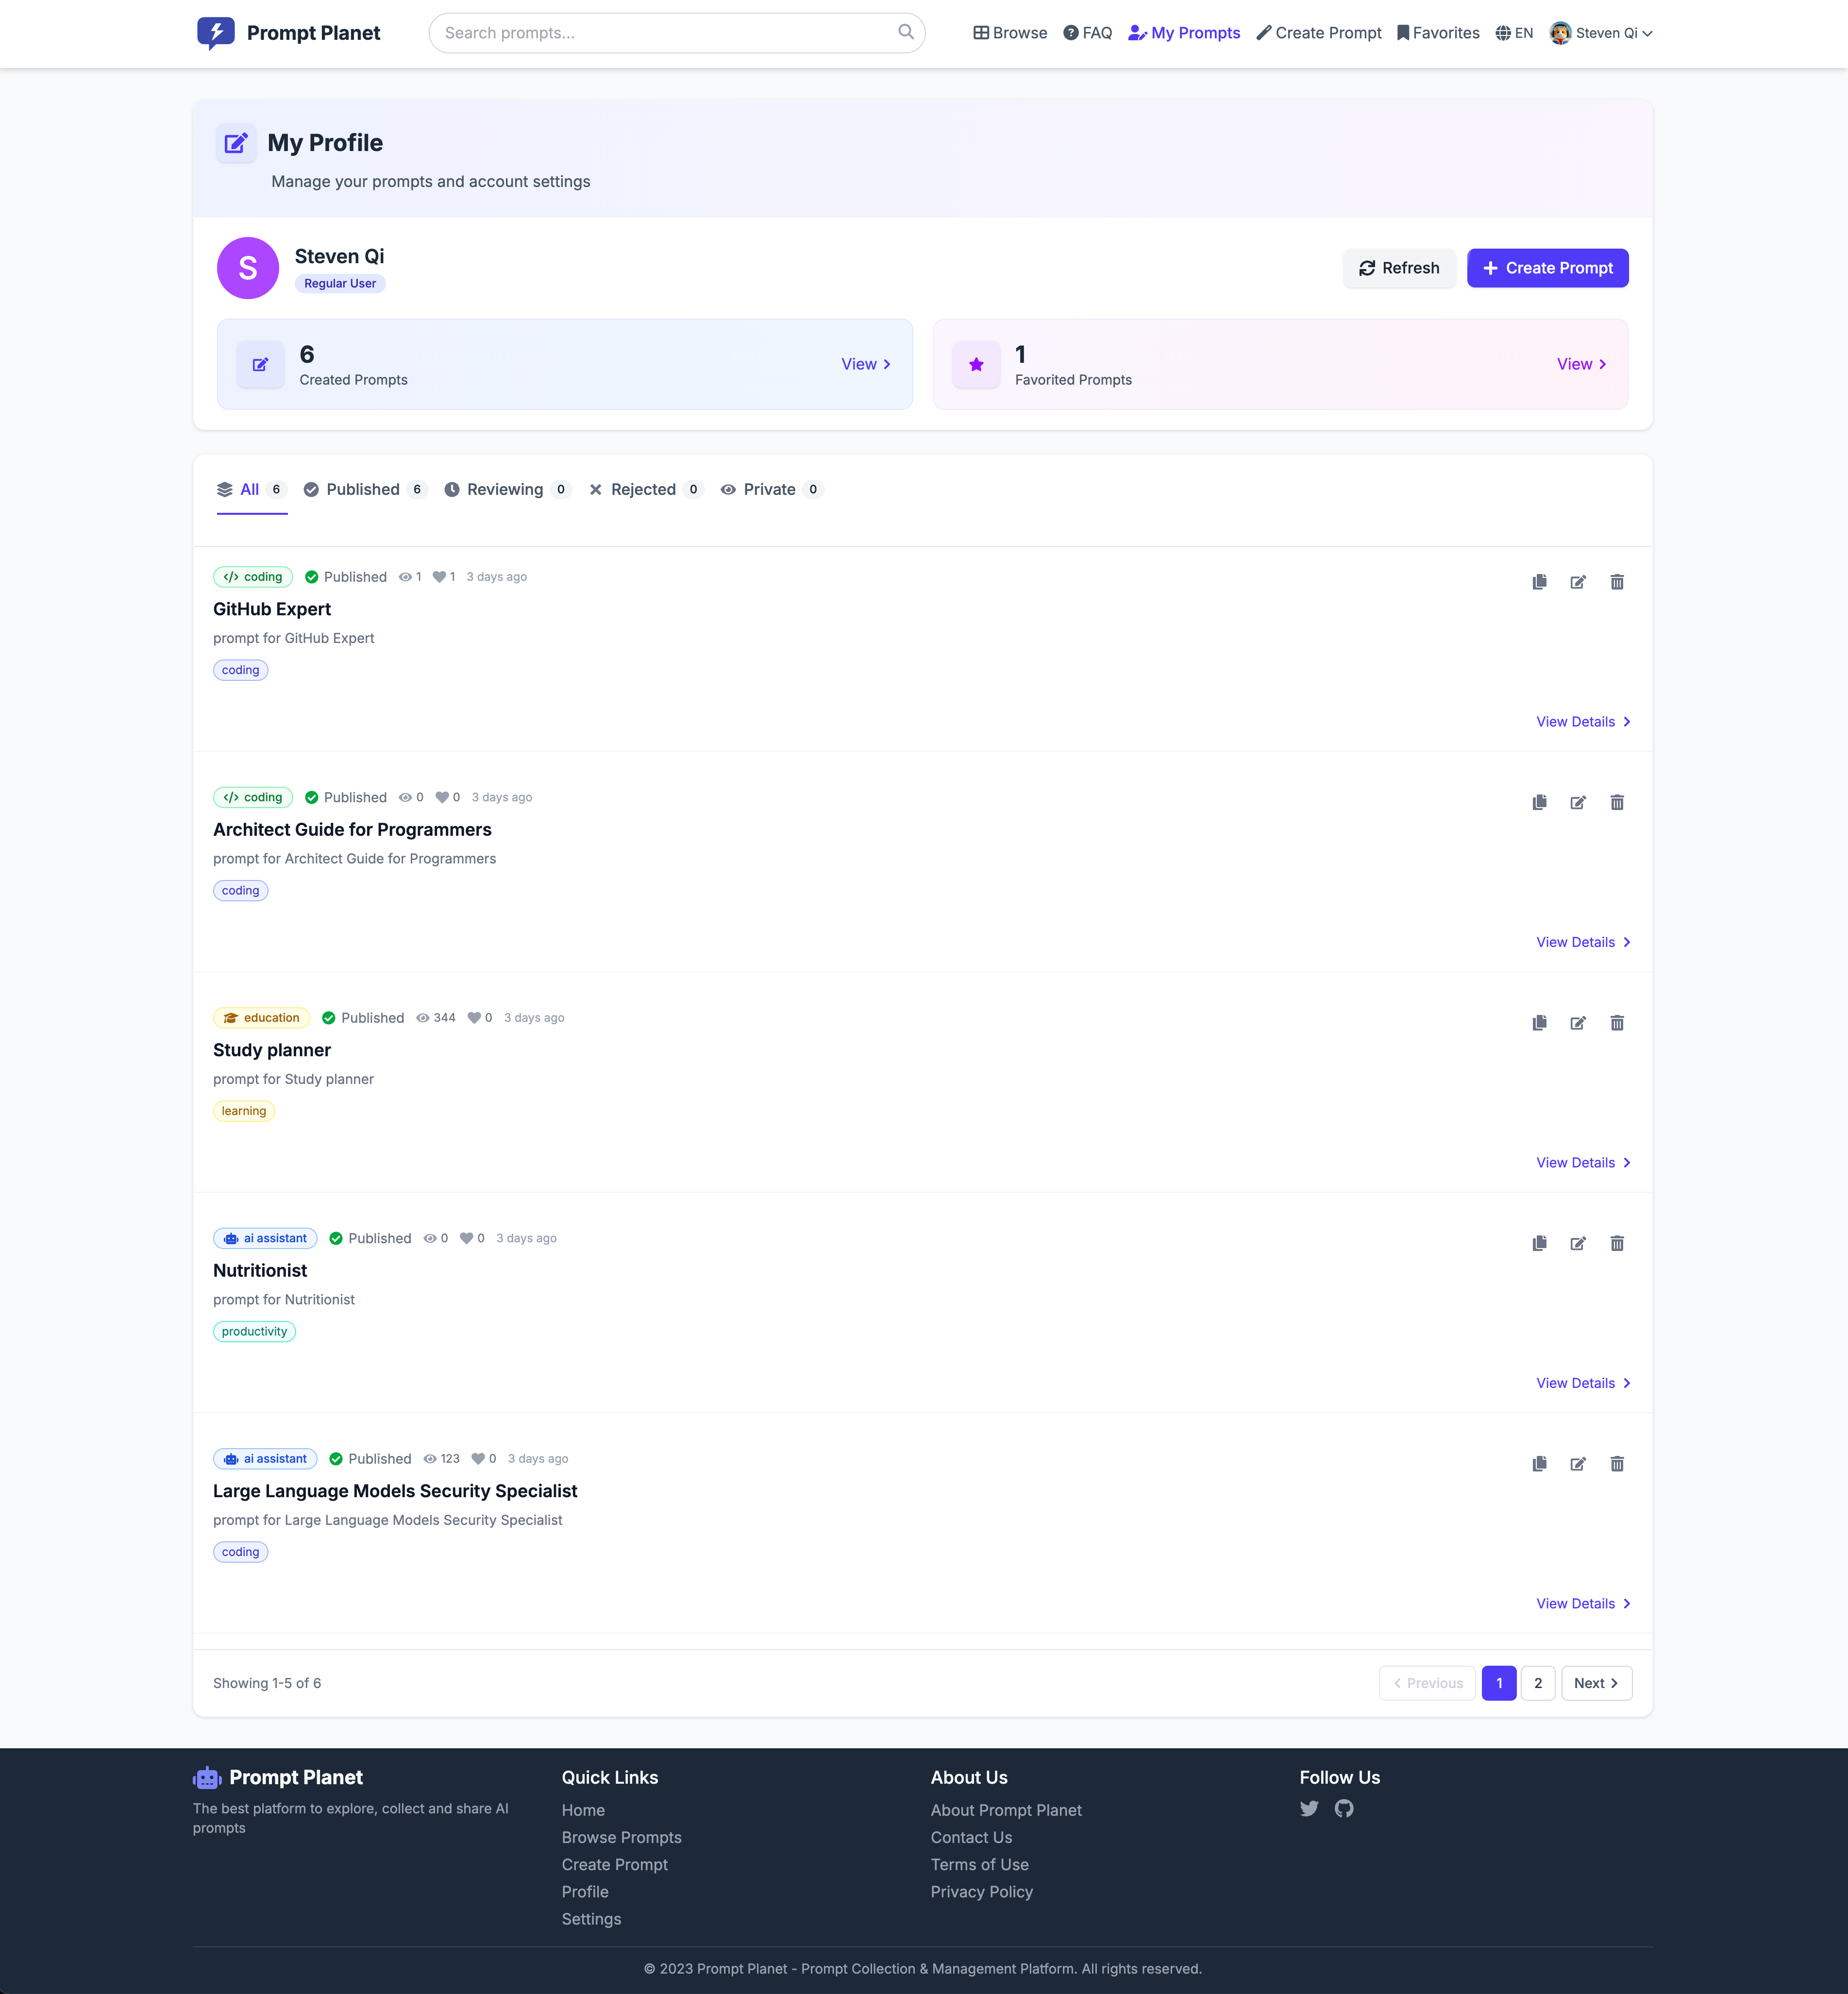 Prompt Planet
Search prompts...
Browse
FAQ
My Prompts
Create Prompt
Favorites
EN
Steven Qi
My Profile
Manage your prompts and account settings
S
Steven Qi
Regular User
Refresh
Create Prompt
6
Created Prompts
View
1
Favorited Prompts
View
All 6
Published 6
Reviewing 0
Rejected 0
Private 0
coding Published 1 1 3 days ago
GitHub Expert
prompt for GitHub Expert
coding
View Details
coding Published 0 0 3 days ago
Architect Guide for Programmers
prompt for Architect Guide for Programmers
coding
View Details
education Published 344 0 3 days ago
Study planner
prompt for Study planner
learning
View Details
ai assistant Published 0 0 3 days ago
Nutritionist
prompt for Nutritionist
productivity
View Details
ai assistant Published 123 0 3 days ago
Large Language Models Security Specialist
prompt for Large Language Models Security Specialist
coding
View Details
Showing 1-5 of 6
Previous
1
2
Next
Prompt Planet
The best platform to explore, collect and share AI
prompts
Quick Links
Home
Browse Prompts
Create Prompt
Profile
Settings
About Us
About Prompt Planet
Contact Us
Terms of Use
Privacy Policy
Follow Us
© 2023 Prompt Planet - Prompt Collection & Management Platform. All rights reserved.